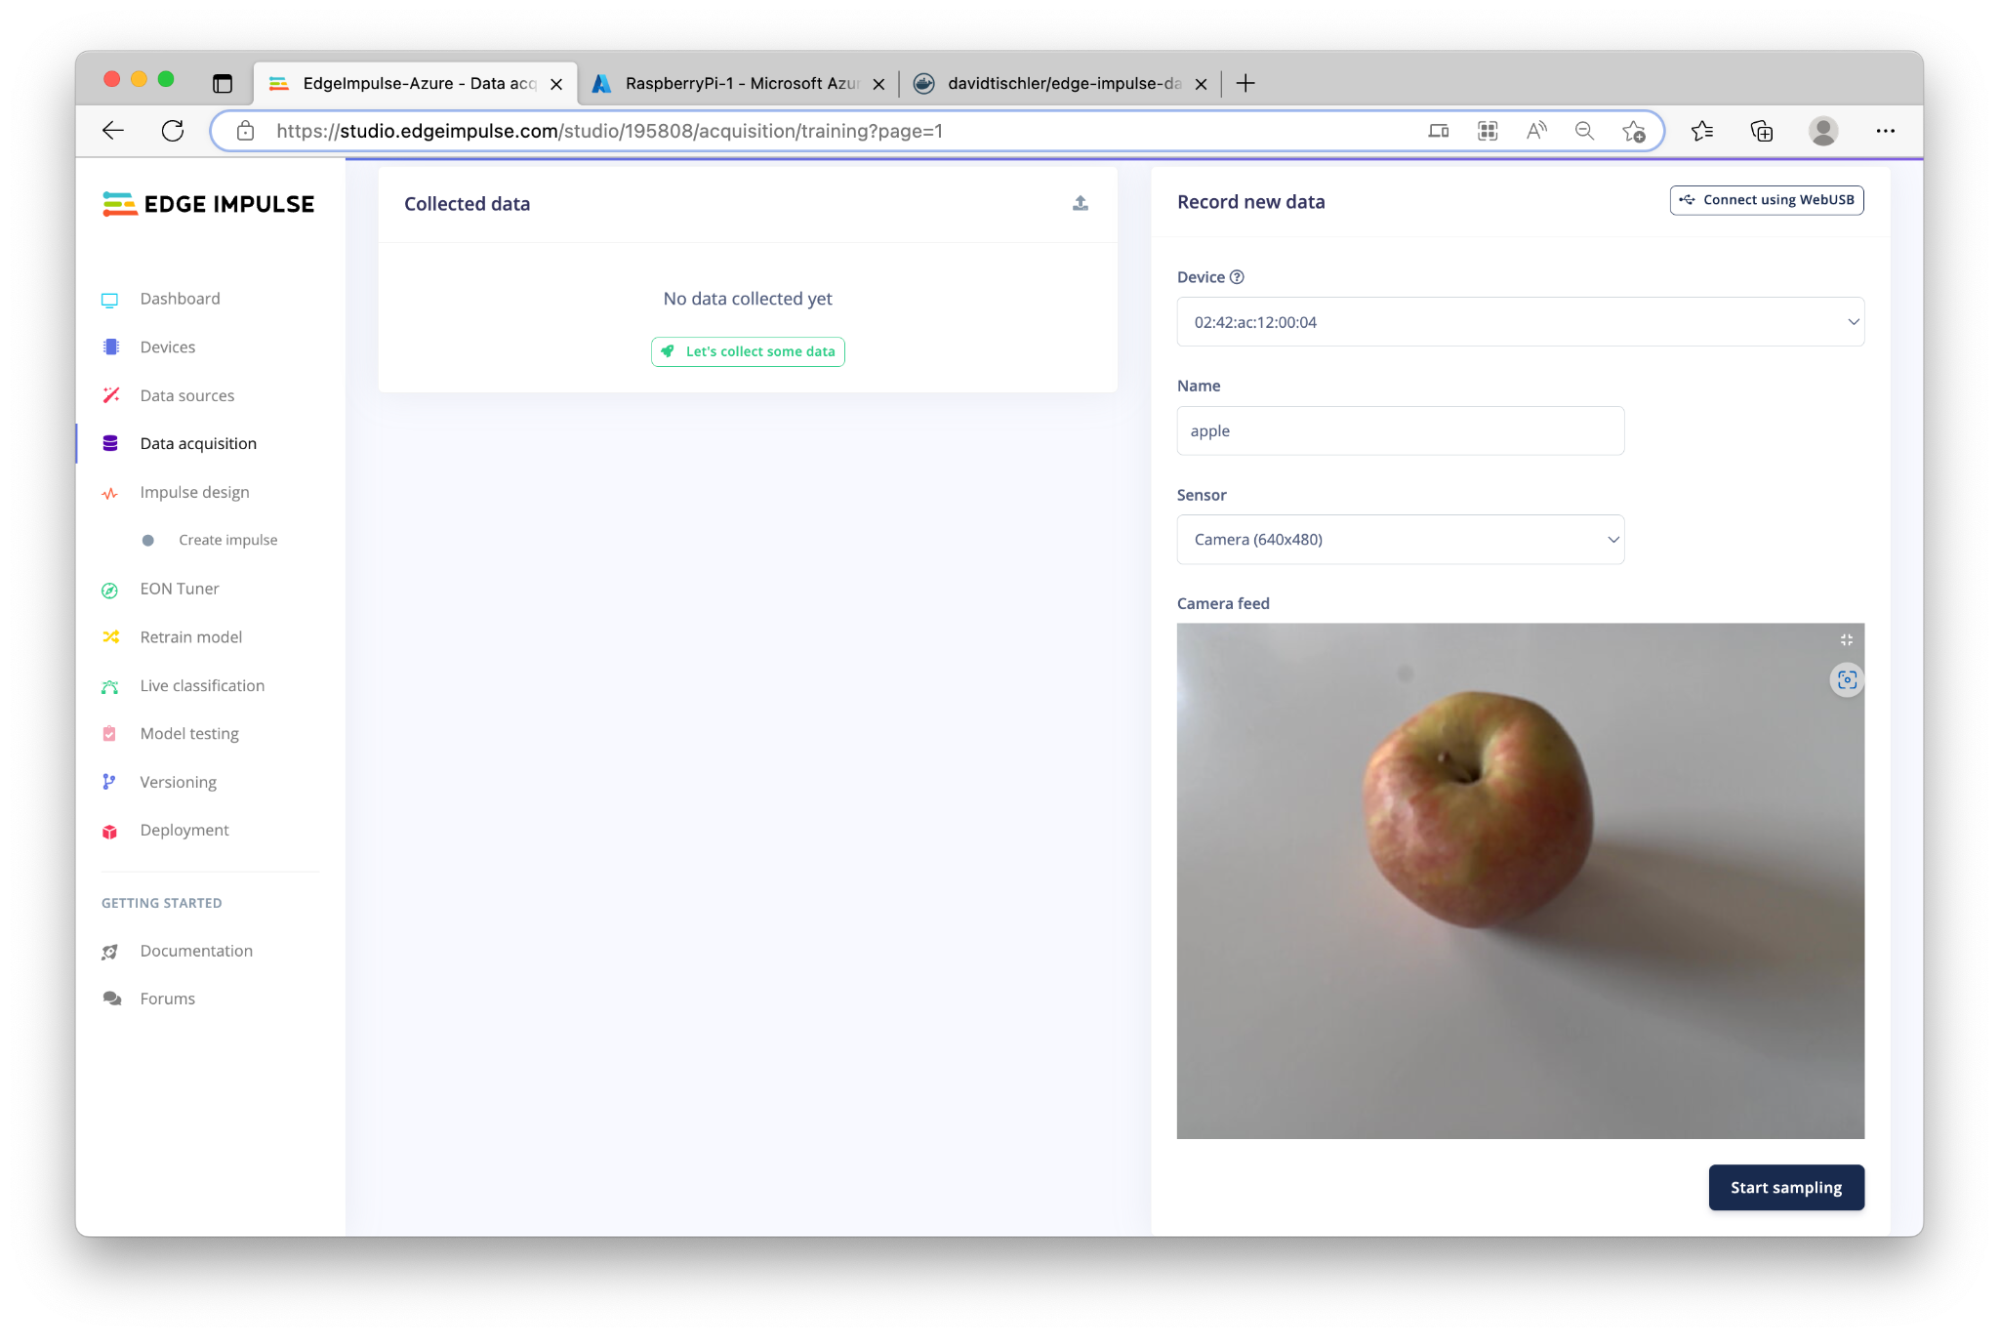 EdgeImpulse-Azure - Data acq
RaspberryPi-1 - Microsoft Azu
davidtischler/edge-impulse-da
https://studio.edgeimpulse.com/studio/195808/acquisition/training?page=1
EDGE IMPULSE
Dashboard
Devices
Data sources
Data acquisition
Impulse design
Create impulse
EON Tuner
Retrain model
Live classification
Model testing
Versioning
Deployment
GETTING STARTED
Documentation
Forums
Collected data
No data collected yet
Let's collect some data
Record new data
Connect using WebUSB
Device
02:42:ac:12:00:04
Name
apple
Sensor
Camera (640x480)
Camera feed
Start sampling